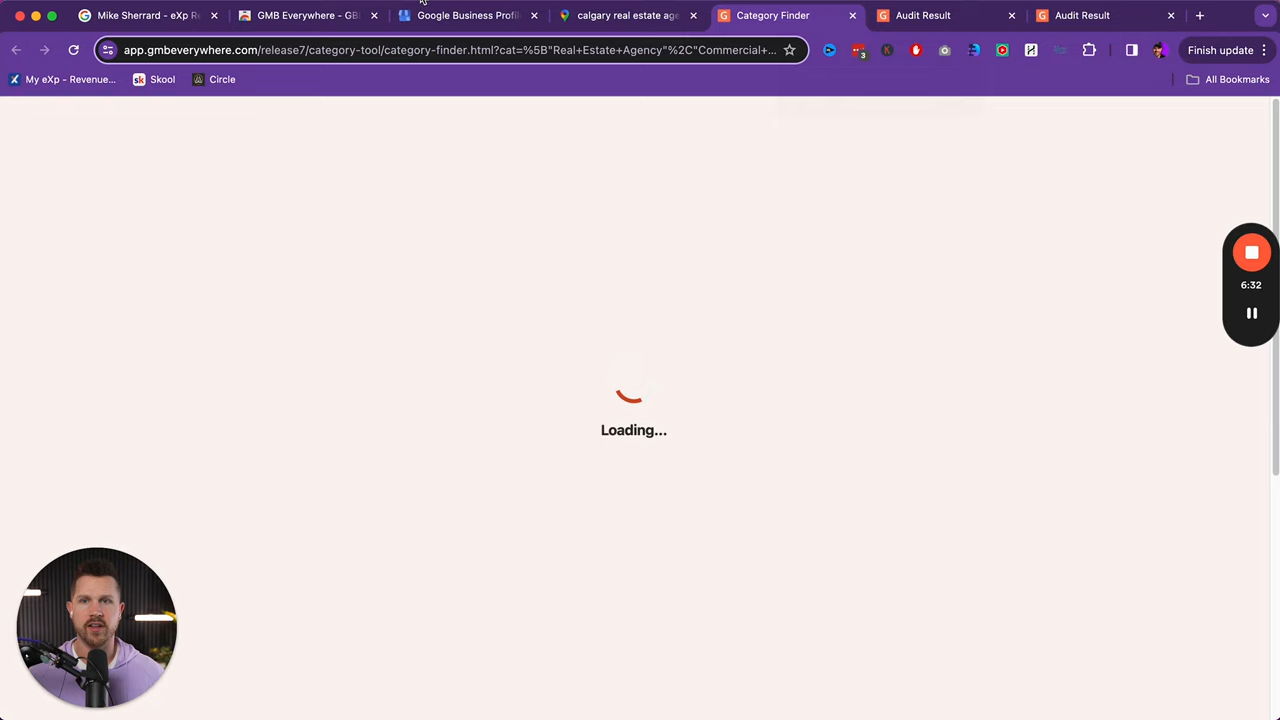 Mike Sherrard - eXp R
GMB Everywhere - GB
Google Business Profil
calgary real estate age
Category Finder
Audit Result
Audit Result
app.gmbeverywhere.com/release7/category-tool/category-finder.html?cat=%5B"Real+Estate+Agency"%2C"Commercial+...
3
Finish update
My eXp - Revenue...
sk
Skool
Circle
All Bookmarks
6:32
Loading...